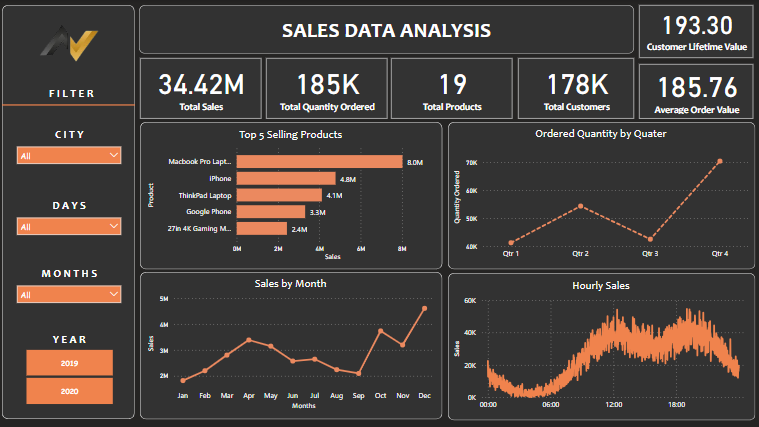 FILTER
CITY
All
DAYS
All
MONTHS
All
YEAR
2019
2020
SALES DATA ANALYSIS
34.42M
Total Sales
185K
Total Quantity Ordered
19
Total Products
178K
Total Customers
193.30
Customer Lifetime Value
185.76
Average Order Value
Top 5 Selling Products
Product
Macbook Pro Lapt... 8.0M
iPhone 4.8M
ThinkPad Laptop 4.1M
Google Phone 3.3M
27in 4K Gaming M... 2.4M
0M 2M 4M 6M 8M
Sales
Ordered Quantity by Quater
Quantity Ordered
70K
60K
50K
40K
Qtr 1 Qtr 2 Qtr 3 Qtr 4
Sales by Month
Sales
5M
4M
3M
2M
Jan Feb Mar Apr May Jun Jul Aug Sep Oct Nov Dec
Months
Hourly Sales
Sales
60K
40K
20K
0K
00:00 06:00 12:00 18:00